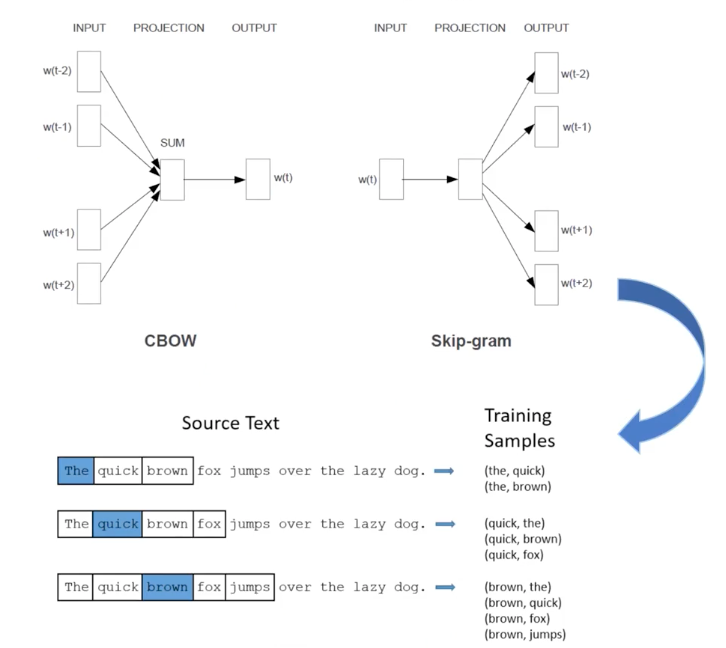 INPUT PROJECTION OUTPUT
w(t-2)
w(t-1)
SUM
w(t)
w(t+1)
w(t+2)
CBOW
INPUT PROJECTION OUTPUT
w(t-2)
w(t-1)
w(t)
w(t+1)
w(t+2)
Skip-gram
Source Text
Training
Samples
The quick brown fox jumps over the lazy dog.
(the, quick)
(the, brown)
The quick brown fox jumps over the lazy dog.
(quick, the)
(quick, brown)
(quick, fox)
The quick brown fox jumps over the lazy dog.
(brown, the)
(brown, quick)
(brown, fox)
(brown, jumps)